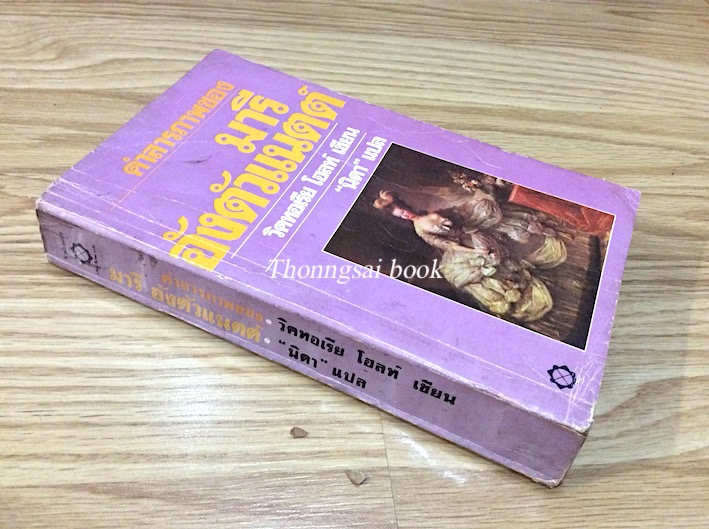 คำสารภาพของ
มารี
อังตัวแนตต์
วิคทอเรีย โฮลท์ เขียน
"นิดา" แปล
Thonngsai book
คำสารภาพของ
มารี อังตัวแนตต์
วิคทอเรีย โฮลท์ เขียน
"นิดา" แปล